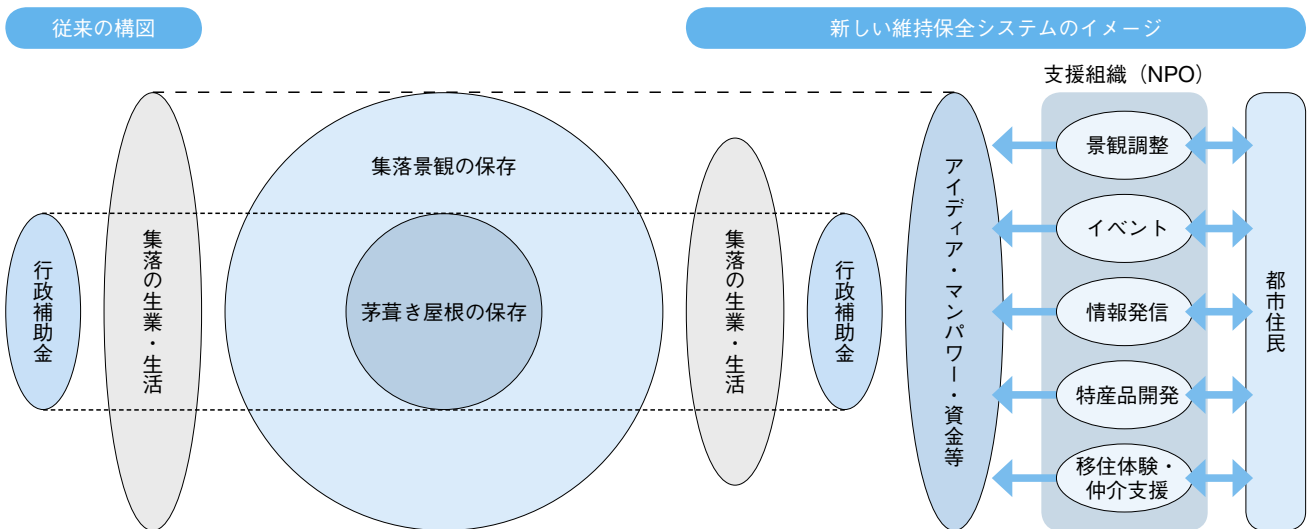 従来の構図
新しい維持保全システムのイメージ
支援組織（NPO）
行政補助金
集落の生業・生活
集落景観の保存
茅葺き屋根の保存
集落の生業・生活
行政補助金
アイディア・マンパワー・資金等
景観調整
イベント
情報発信
特産品開発
移住体験・
仲介支援
都市住民